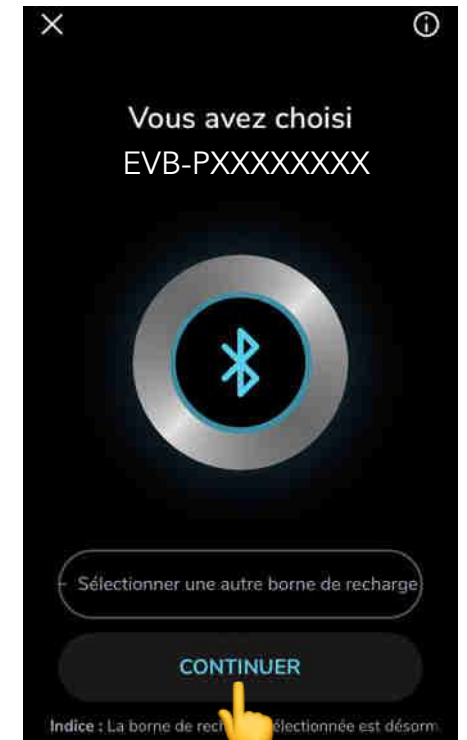 Vous avez choisi
EVB-PXXXXXXXX
Sélectionner une autre borne de recharge
CONTINUER
Indice : La borne de électionnée est désorm